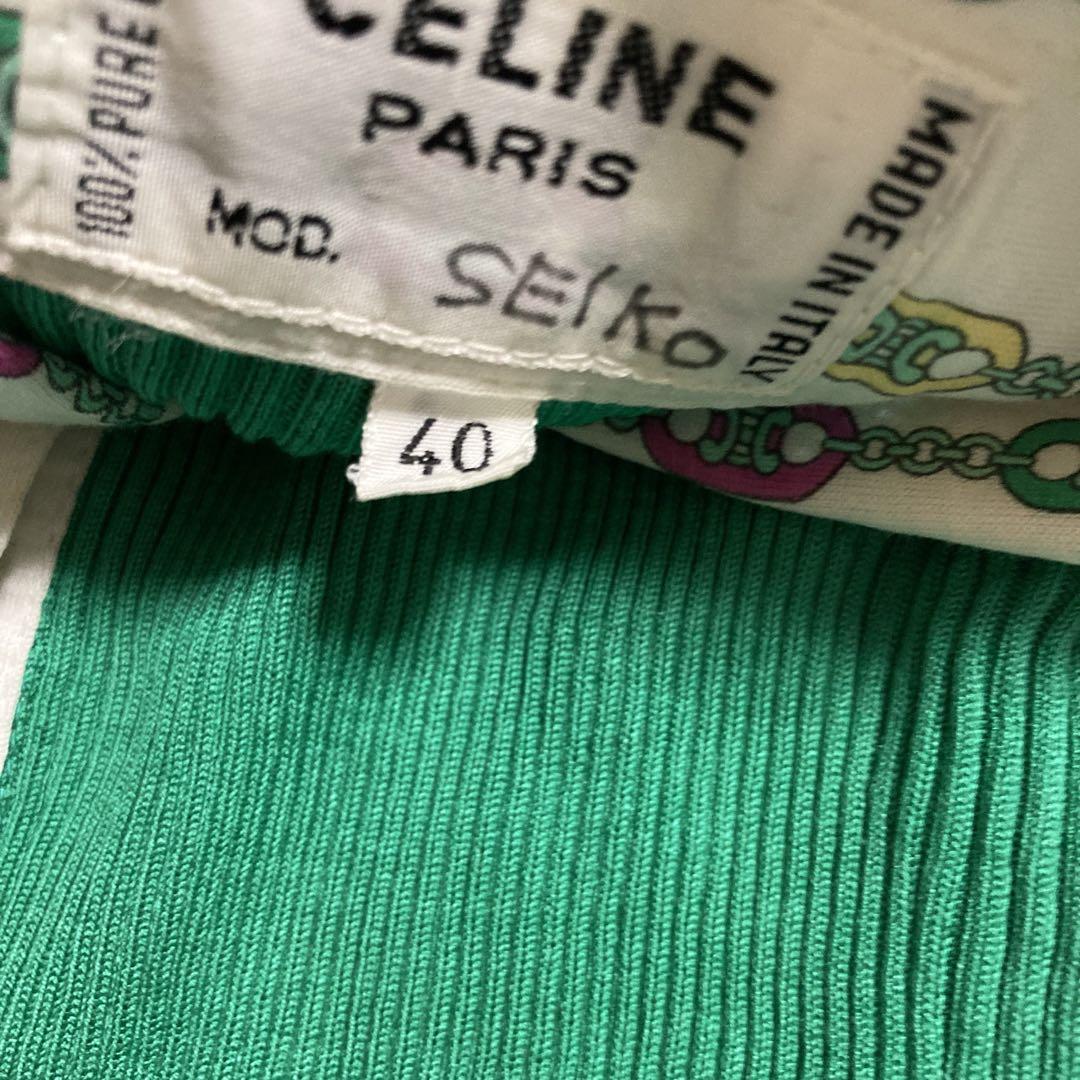 CELINE
PARIS
100% PURE
MOD. SEIKO
MADE IN ITALY
40